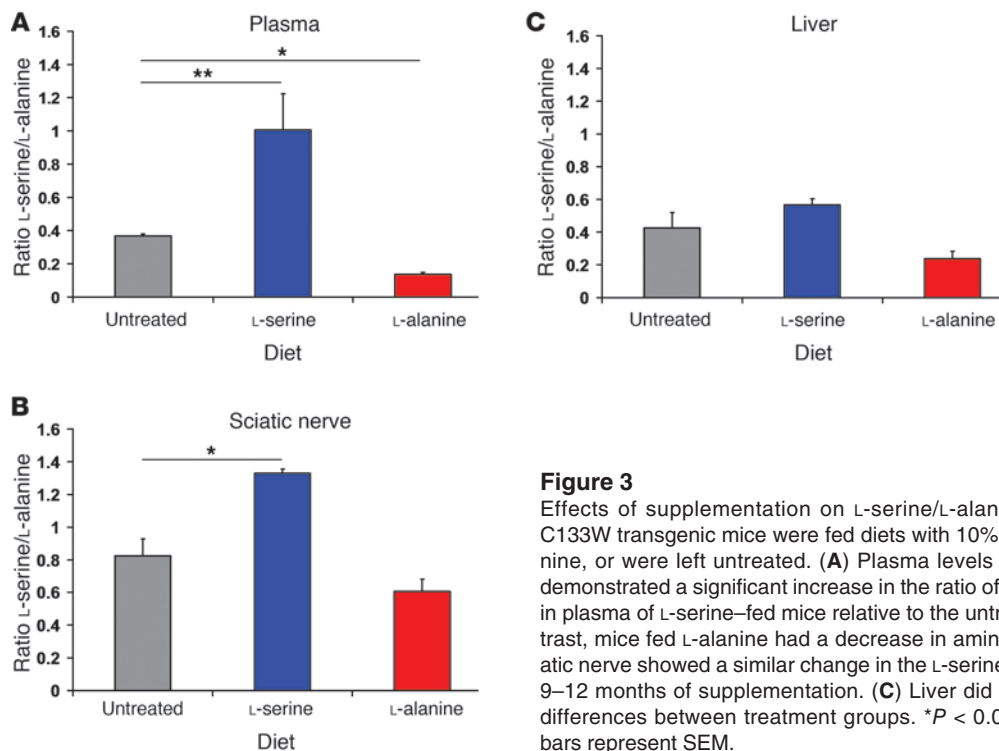 A
Plasma
Ratio L-serine/L-alanine
1.6
1.4
1.2
1
0.8
0.6
0.4
0.2
0
*
**
Untreated
L-serine
L-alanine
Diet
C
Liver
Ratio L-serine/L-alanine
1.6
1.4
1.2
1
0.8
0.6
0.4
0.2
0
Untreated
L-serine
L-alanine
Diet
B
Sciatic nerve
Ratio L-serine/L-alanine
1.6
1.4
1.2
1
0.8
0.6
0.4
0.2
0
*
Untreated
L-serine
L-alanine
Diet
Figure 3
Effects of supplementation on L-serine/L-alan
C133W transgenic mice were fed diets with 10%
nine, or were left untreated. (A) Plasma levels
demonstrated a significant increase in the ratio of
in plasma of L-serine–fed mice relative to the untr
trast, mice fed L-alanine had a decrease in amin
atic nerve showed a similar change in the L-serine
9–12 months of supplementation. (C) Liver did
differences between treatment groups. *P < 0.0
bars represent SEM.